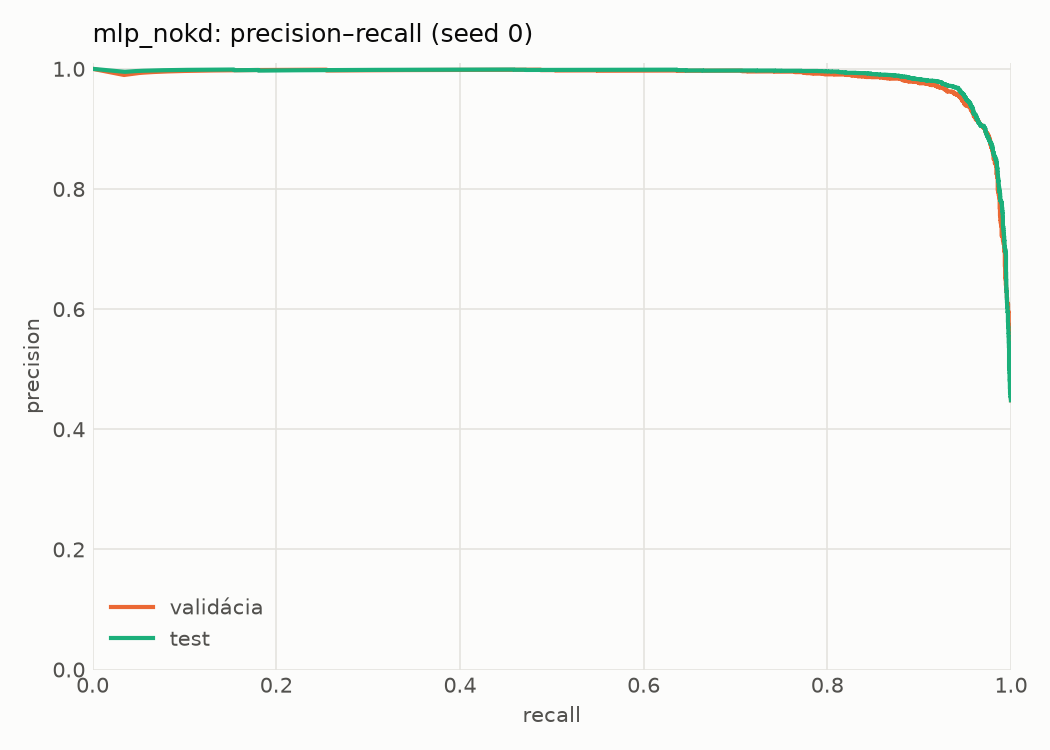 mlp_nokd: precision–recall (seed 0)
1.0
0.8
0.6
0.4
0.2
0.0
precision
validácia
test
0.0 0.2 0.4 0.6 0.8 1.0
recall